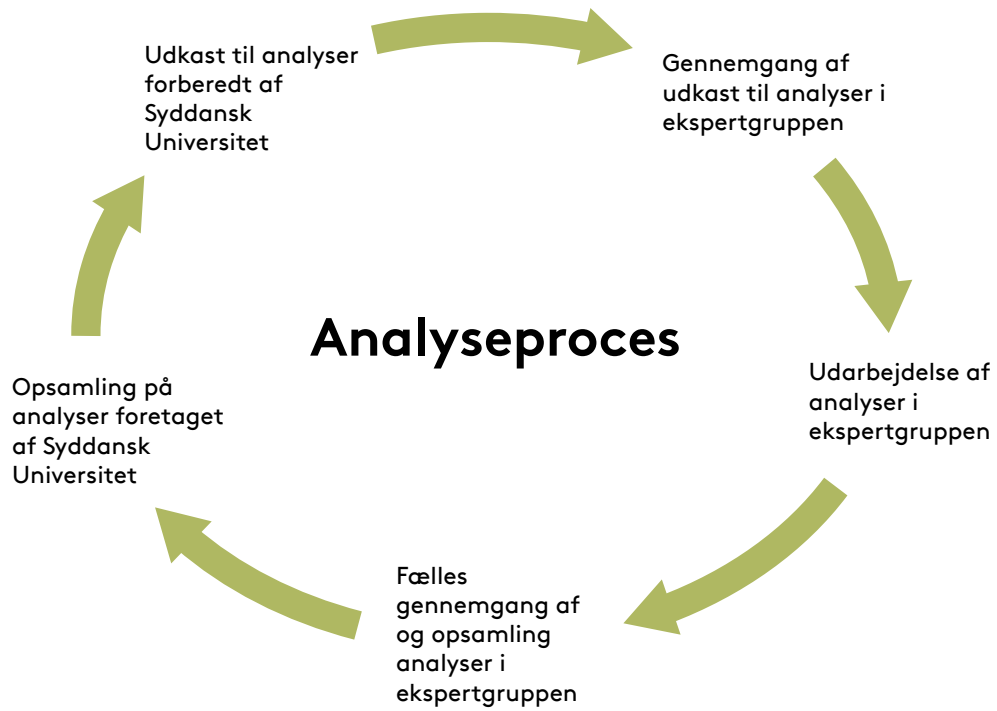 Udkast til analyser
forberedt af
Syddansk
Universitet
Gennemgang af
udkast til analyser i
ekspertgruppen
Analyseproces
Udarbejdelse af
analyser i
ekspertgruppen
Fælles
gennemgang af
og opsamling
analyser i
ekspertgruppen
Opsamling på
analyser foretaget
af Syddansk
Universitet